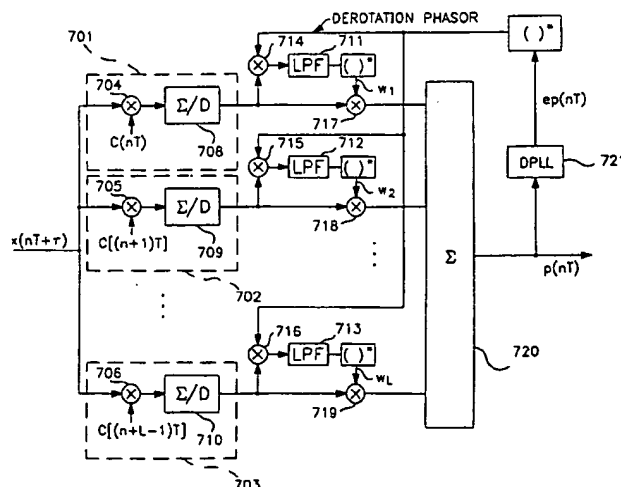 DEROTATION PHASOR
701
714
711
LPF
( )*
( )*
704
Σ/D
w1
ep(nT)
717
C(nT)
708
715
712
LPF
( )*
DPLL
721
705
Σ/D
w2
718
C[(n+1)T]
709
x(nT+τ)
Σ
p(nT)
702
716
713
LPF
( )*
720
706
Σ/D
wL
719
C[(n+L-1)T]
710
703